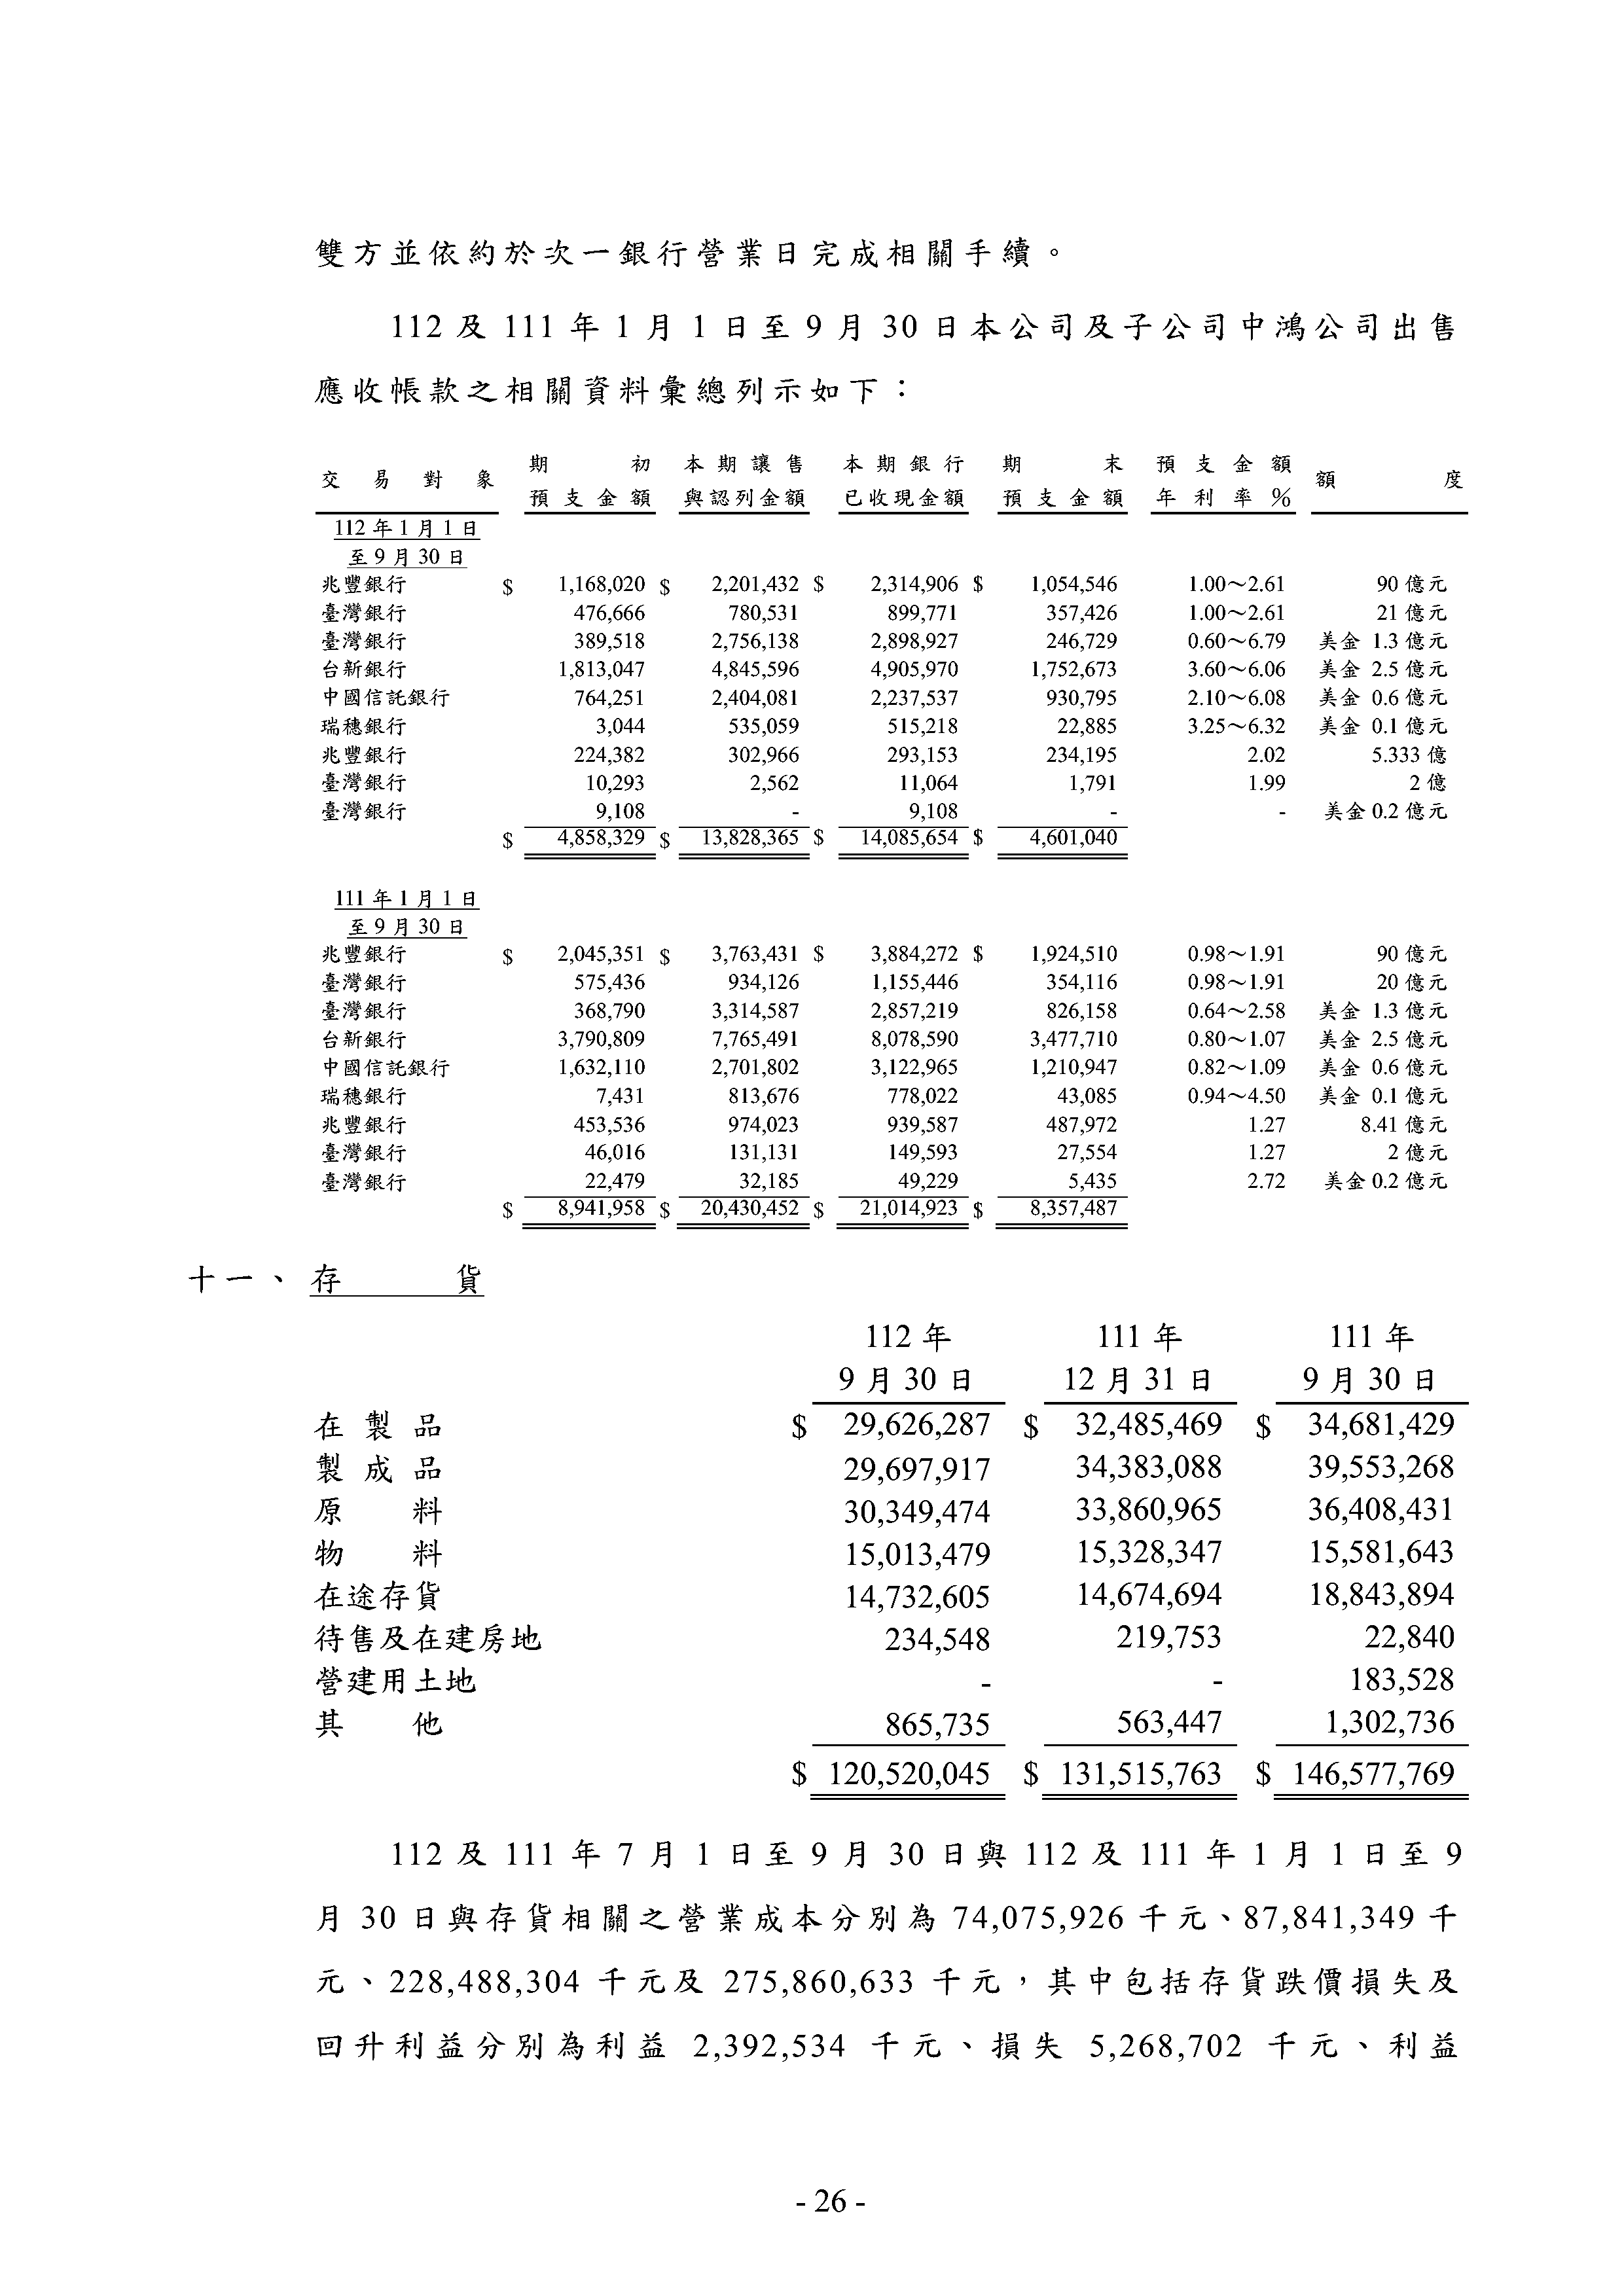 雙方並依約於次一銀行營業日完成相關手續。
112 及 111 年 1 月 1 日至 9 月 30 日本公司及子公司中鴻公司出售
應收帳款之相關資料彙總列示如下：
交易對象 期初預支金額 本期讓售與認列金額 本期銀行已收現金額 期末預支金額 預支金額年利率% 額度
112 年 1 月 1 日
至 9 月 30 日
兆豐銀行 $ 1,168,020 $ 2,201,432 $ 2,314,906 $ 1,054,546 1.00～2.61 90 億元
臺灣銀行 476,666 780,531 899,771 357,426 1.00～2.61 21 億元
臺灣銀行 389,518 2,756,138 2,898,927 246,729 0.60～6.79 美金 1.3 億元
台新銀行 1,813,047 4,845,596 4,905,970 1,752,673 3.60～6.06 美金 2.5 億元
中國信託銀行 764,251 2,404,081 2,237,537 930,795 2.10～6.08 美金 0.6 億元
瑞穗銀行 3,044 535,059 515,218 22,885 3.25～6.32 美金 0.1 億元
兆豐銀行 224,382 302,966 293,153 234,195 2.02 5.333 億
臺灣銀行 10,293 2,562 11,064 1,791 1.99 2 億
臺灣銀行 9,108 - 9,108 - - 美金 0.2 億元
$ 4,858,329 $ 13,828,365 $ 14,085,654 $ 4,601,040
111 年 1 月 1 日
至 9 月 30 日
兆豐銀行 $ 2,045,351 $ 3,763,431 $ 3,884,272 $ 1,924,510 0.98～1.91 90 億元
臺灣銀行 575,436 934,126 1,155,446 354,116 0.98～1.91 20 億元
臺灣銀行 368,790 3,314,587 2,857,219 826,158 0.64～2.58 美金 1.3 億元
台新銀行 3,790,809 7,765,491 8,078,590 3,477,710 0.80～1.07 美金 2.5 億元
中國信託銀行 1,632,110 2,701,802 3,122,965 1,210,947 0.82～1.09 美金 0.6 億元
瑞穗銀行 7,431 813,676 778,022 43,085 0.94～4.50 美金 0.1 億元
兆豐銀行 453,536 974,023 939,587 487,972 1.27 8.41 億元
臺灣銀行 46,016 131,131 149,593 27,554 1.27 2 億元
臺灣銀行 22,479 32,185 49,229 5,435 2.72 美金 0.2 億元
$ 8,941,958 $ 20,430,452 $ 21,014,923 $ 8,357,487
十一、存貨
112 年 111 年 111 年
9 月 30 日 12 月 31 日 9 月 30 日
在製品 $ 29,626,287 $ 32,485,469 $ 34,681,429
製成品 29,697,917 34,383,088 39,553,268
原料 30,349,474 33,860,965 36,408,431
物料 15,013,479 15,328,347 15,581,643
在途存貨 14,732,605 14,674,694 18,843,894
待售及在建房地 234,548 219,753 22,840
營建用土地 - - 183,528
其他 865,735 563,447 1,302,736
$ 120,520,045 $ 131,515,763 $ 146,577,769
112 及 111 年 7 月 1 日至 9 月 30 日與 112 及 111 年 1 月 1 日至 9
月 30 日與存貨相關之營業成本分別為 74,075,926 千元、87,841,349 千
元、228,488,304 千元及 275,860,633 千元，其中包括存貨跌價損失及
回升利益分別為利益 2,392,534 千元、損失 5,268,702 千元、利益
- 26 -